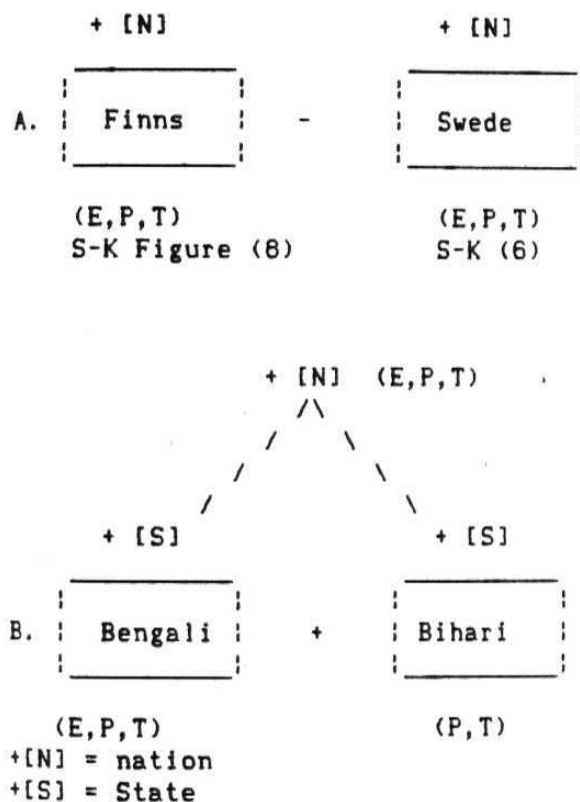 + [N] + [N]
A. Finns - Swede
(E,P,T) (E,P,T)
S-K Figure (8) S-K (6)
+ [N] (E,P,T)
+ [S] + [S]
B. Bengali + Bihari
(E,P,T) (P,T)
+[N] = nation
+[S] = State